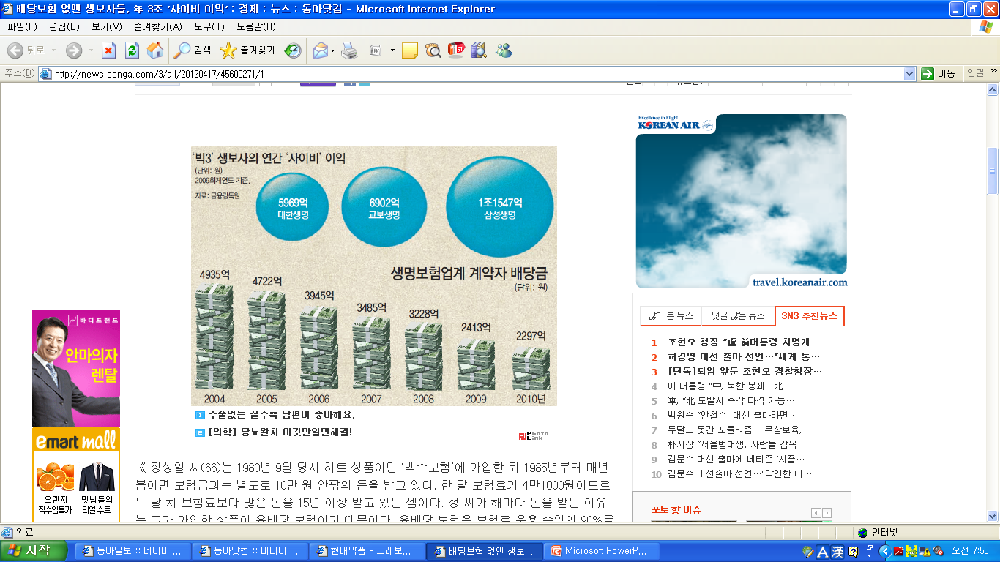 배당보험 없앤 생보사들, 年 3조 ‘사이비 이익’ : 경제 : 뉴스 : 동아닷컴 - Microsoft Internet Explorer
파일(F) 편집(E) 보기(V) 즐겨찾기(A) 도구(T) 도움말(H)
뒤로 검색 즐겨찾기
주소(D) http://news.donga.com/3/all/20120417/45600271/1 이동 연결 »
‘빅3’ 생보사의 연간 ‘사이비’ 이익
(단위: 원)
2009회계연도 기준.
자료: 금융감독원
5969억
대한생명
6902억
교보생명
1조1547억
삼성생명
생명보험업계 계약자 배당금
(단위: 원)
4935억 4722억 3945억 3485억 3228억 2413억 2297억
2004 2005 2006 2007 2008 2009 2010년
1 수술없는 질수축 남편이 좋아해요.
2 [의학] 당뇨완치 이것만알면해결!
Photo Link
《 정성일 씨(66)는 1980년 9월 당시 히트 상품이던 ‘백수보험’에 가입한 뒤 1985년부터 매년
봄이면 보험금과는 별도로 10만 원 안팎의 돈을 받고 있다. 한 달 보험료가 4만1000원이므로
두 달 치 보험료보다 많은 돈을 15년 이상 받고 있는 셈이다. 정 씨가 해마다 돈을 받는 이유
는 그가 가입한 상품이 유배당 보험이기 때문이다. 유배당 보험은 보험료 운용 수익의 90%를
바디프랜드
안마의자
렌탈
emart mall
오렌지
직수입특가
멋남들의
리얼수트
Excellence in Flight
KOREAN AIR
travel.koreanair.com
많이 본 뉴스 댓글 많은 뉴스 SNS 추천뉴스
1 조현오 청장 “盧 前대통령 차명계…
2 허경영 대선 출마 선언…“세계 통…
3 [단독]퇴임 앞둔 조현오 경찰청장…
4 이 대통령 “中, 북한 봉쇄…北, …
5 軍, “北 도발시 즉각 타격 가능…
6 박원순 “안철수, 대선 출마하면 …
7 두달도 못간 포퓰리즘… 무상보육,…
8 朴시장 “서울법대생, 사람들 감옥…
9 김문수 대선 출마에 네티즌 ‘시끌…
10 김문수 대선출마 선언…“막연한 대…
포토 핫 이슈
완료 인터넷
시작 동아일보 :: 네이버 ... 동아닷컴 :: 미디어 ... 현대약품 - 노레보... 배당보험 없앤 생보... Microsoft PowerP... A 漢 오전 7:56